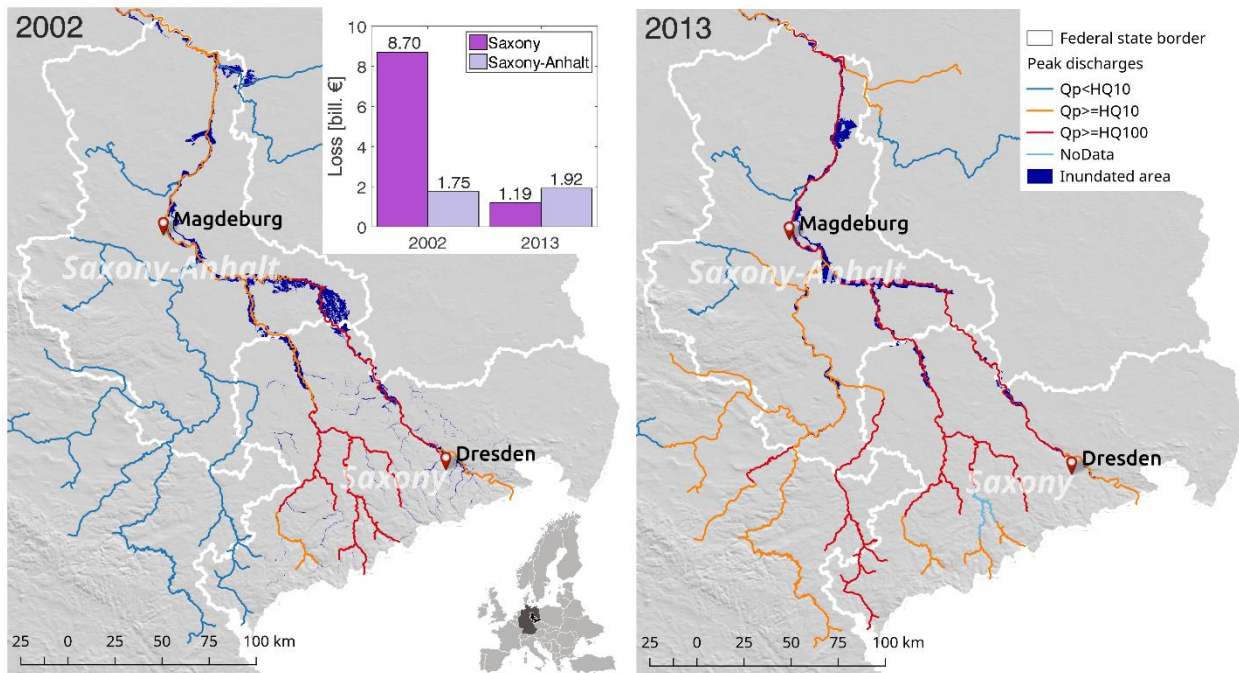 2002
10
8
6
4
2
0
Loss [bill. €]
8.70
1.75
1.19
1.92
2002
2013
Saxony
Saxony-Anhalt
Magdeburg
Saxony-Anhalt
Dresden
Saxony
25 0 25 50 75 100 km
2013
Federal state border
Peak discharges
Qp<HQ10
Qp>=HQ10
Qp>=HQ100
NoData
Inundated area
Magdeburg
Saxony-Anhalt
Dresden
Saxony
25 0 25 50 75 100 km